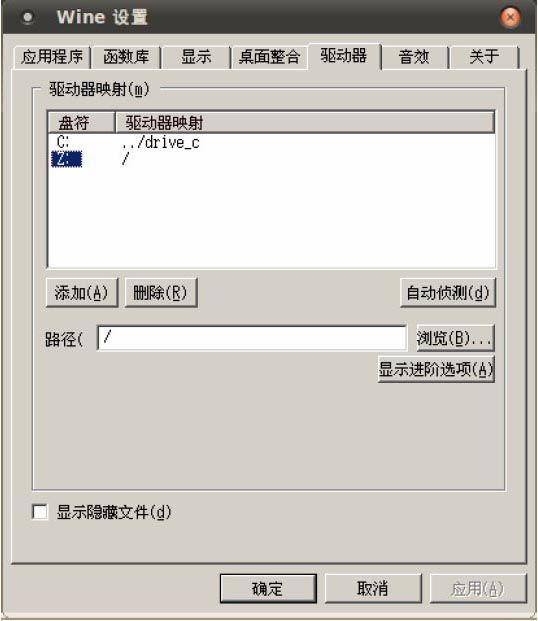 Wine 设置
应用程序 函数库 显示 桌面整合 驱动器 音效 关于
驱动器映射(m)
盘符 驱动器映射
C: ../drive_c
Z: /
添加(A) 删除(R) 自动侦测(d)
路径( / 浏览(B)...
显示进阶选项(A)
显示隐藏文件(d)
确定 取消 应用(A)